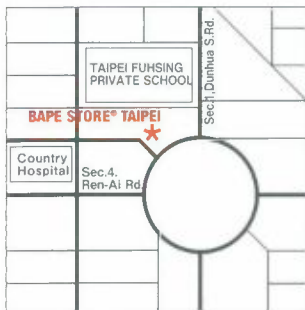 TAIPEI FUHSING
PRIVATE SCHOOL
Sec.1,Dunhua S.Rd.
BAPE STORE® TAIPEI
Country
Hospital
Sec.4.
Ren-Ai Rd.